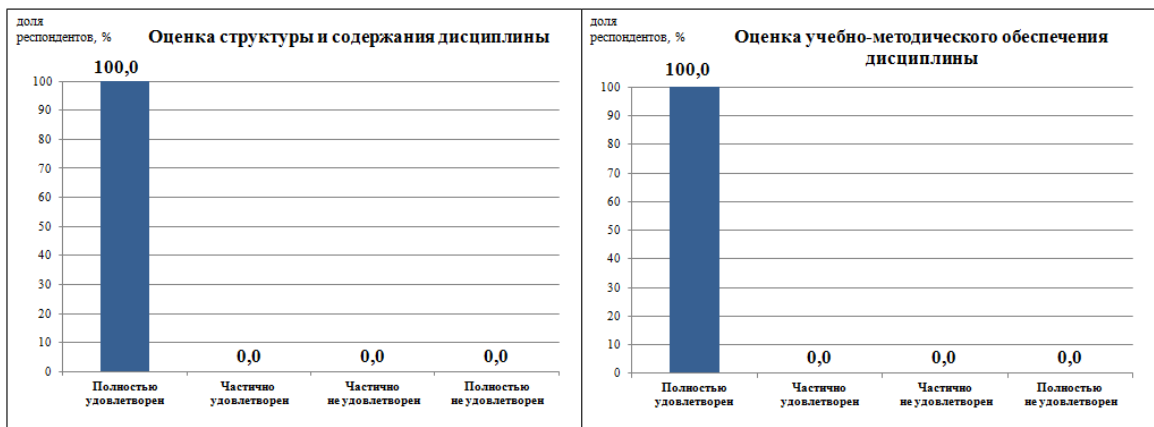 доля
респондентов, %
Оценка структуры и содержания дисциплины
100,0
100
90
80
70
60
50
40
30
20
10
0
0,0 0,0 0,0
Полностью удовлетворен
Частично удовлетворен
Частично не удовлетворен
Полностью не удовлетворен
доля
респондентов, %
Оценка учебно-методического обеспечения
дисциплины
100,0
100
90
80
70
60
50
40
30
20
10
0
0,0 0,0 0,0
Полностью удовлетворен
Частично удовлетворен
Частично не удовлетворен
Полностью не удовлетворен